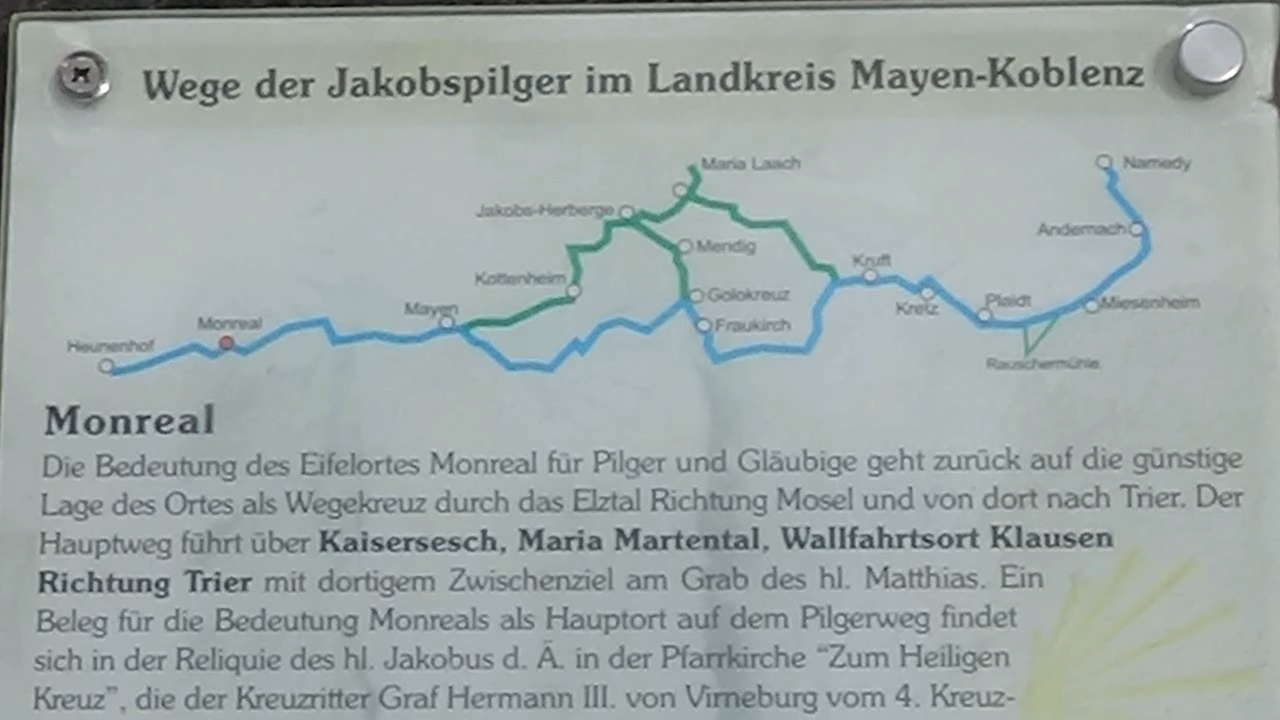 Wege der Jakobspilger im Landkreis Mayen-Koblenz
Maria Laach
Namedy
Jakobs-Herberge
Andernach
Mendig
Kruft
Kottenheim
Golokreuz
Kretz
Plaidt
Miesenheim
Mayen
Monreal
Fraukirch
Heunenhof
Rauschermühle
Monreal
Die Bedeutung des Eifelortes Monreal für Pilger und Gläubige geht zurück auf die günstige
Lage des Ortes als Wegekreuz durch das Elztal Richtung Mosel und von dort nach Trier. Der
Hauptweg führt über Kaisersesch, Maria Martental, Wallfahrtsort Klausen
Richtung Trier mit dortigem Zwischenziel am Grab des hl. Matthias. Ein
Beleg für die Bedeutung Monreals als Hauptort auf dem Pilgerweg findet
sich in der Reliquie des hl. Jakobus d. Ä. in der Pfarrkirche “Zum Heiligen
Kreuz”, die der Kreuzritter Graf Hermann III. von Virneburg vom 4. Kreuz-